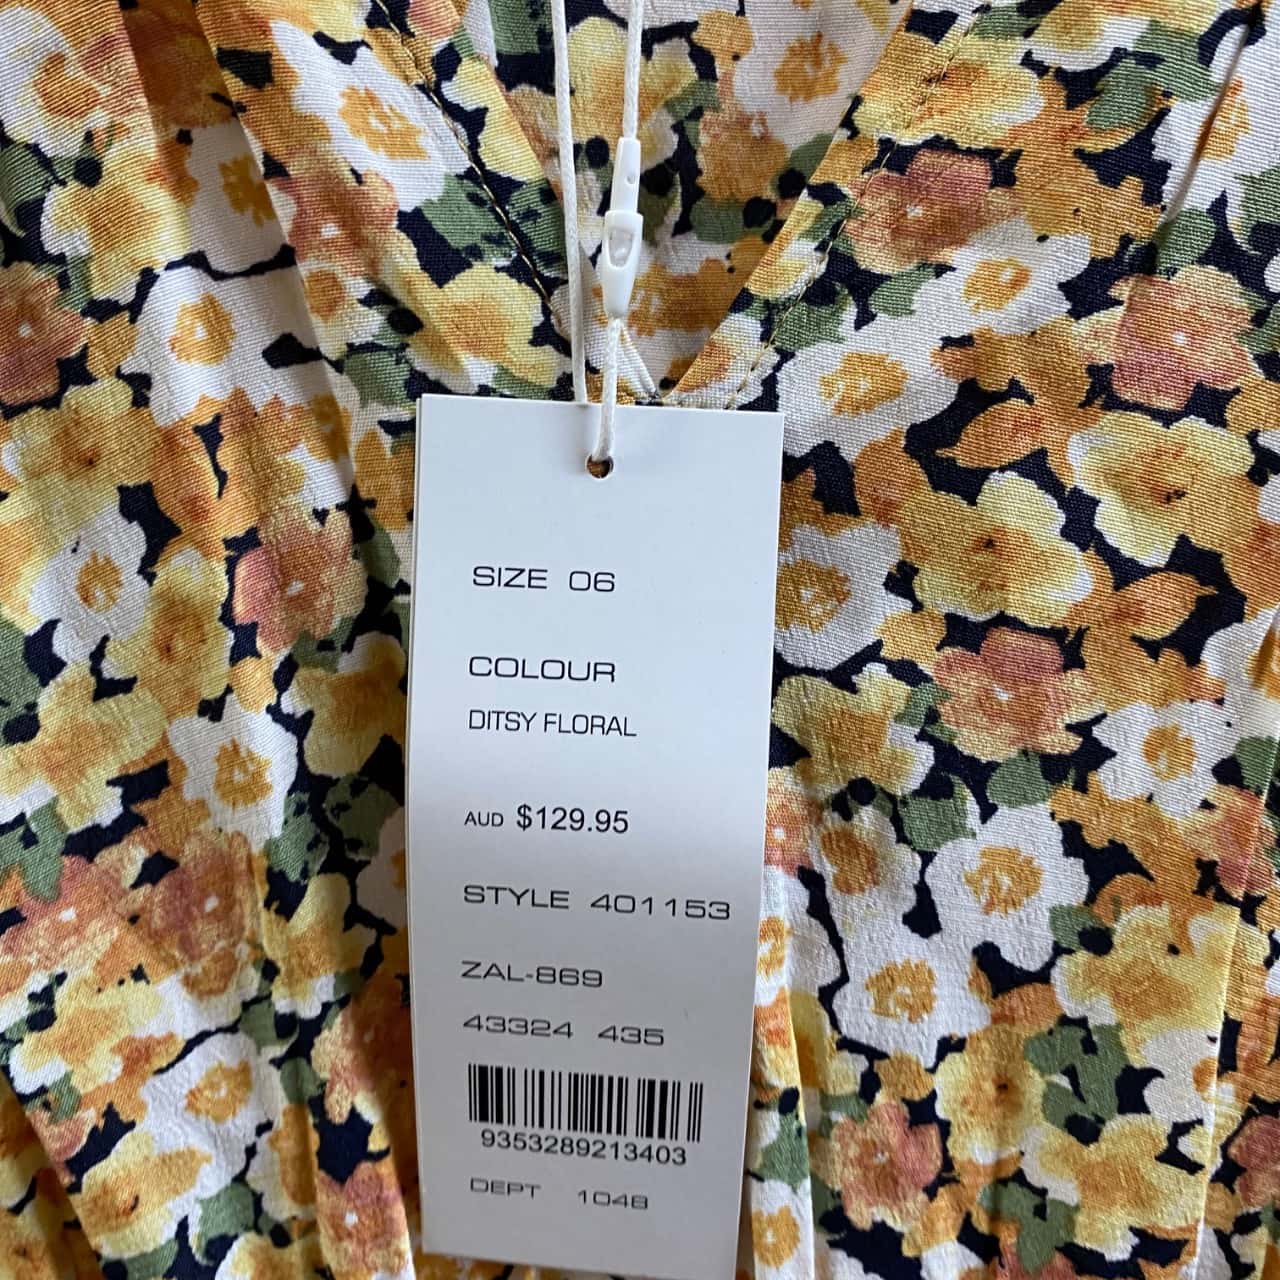 SIZE 06
COLOUR
DITSY FLORAL
AUD $129.95
STYLE 401153
ZAL-869
43324 435
9353289213403
DEPT 1048